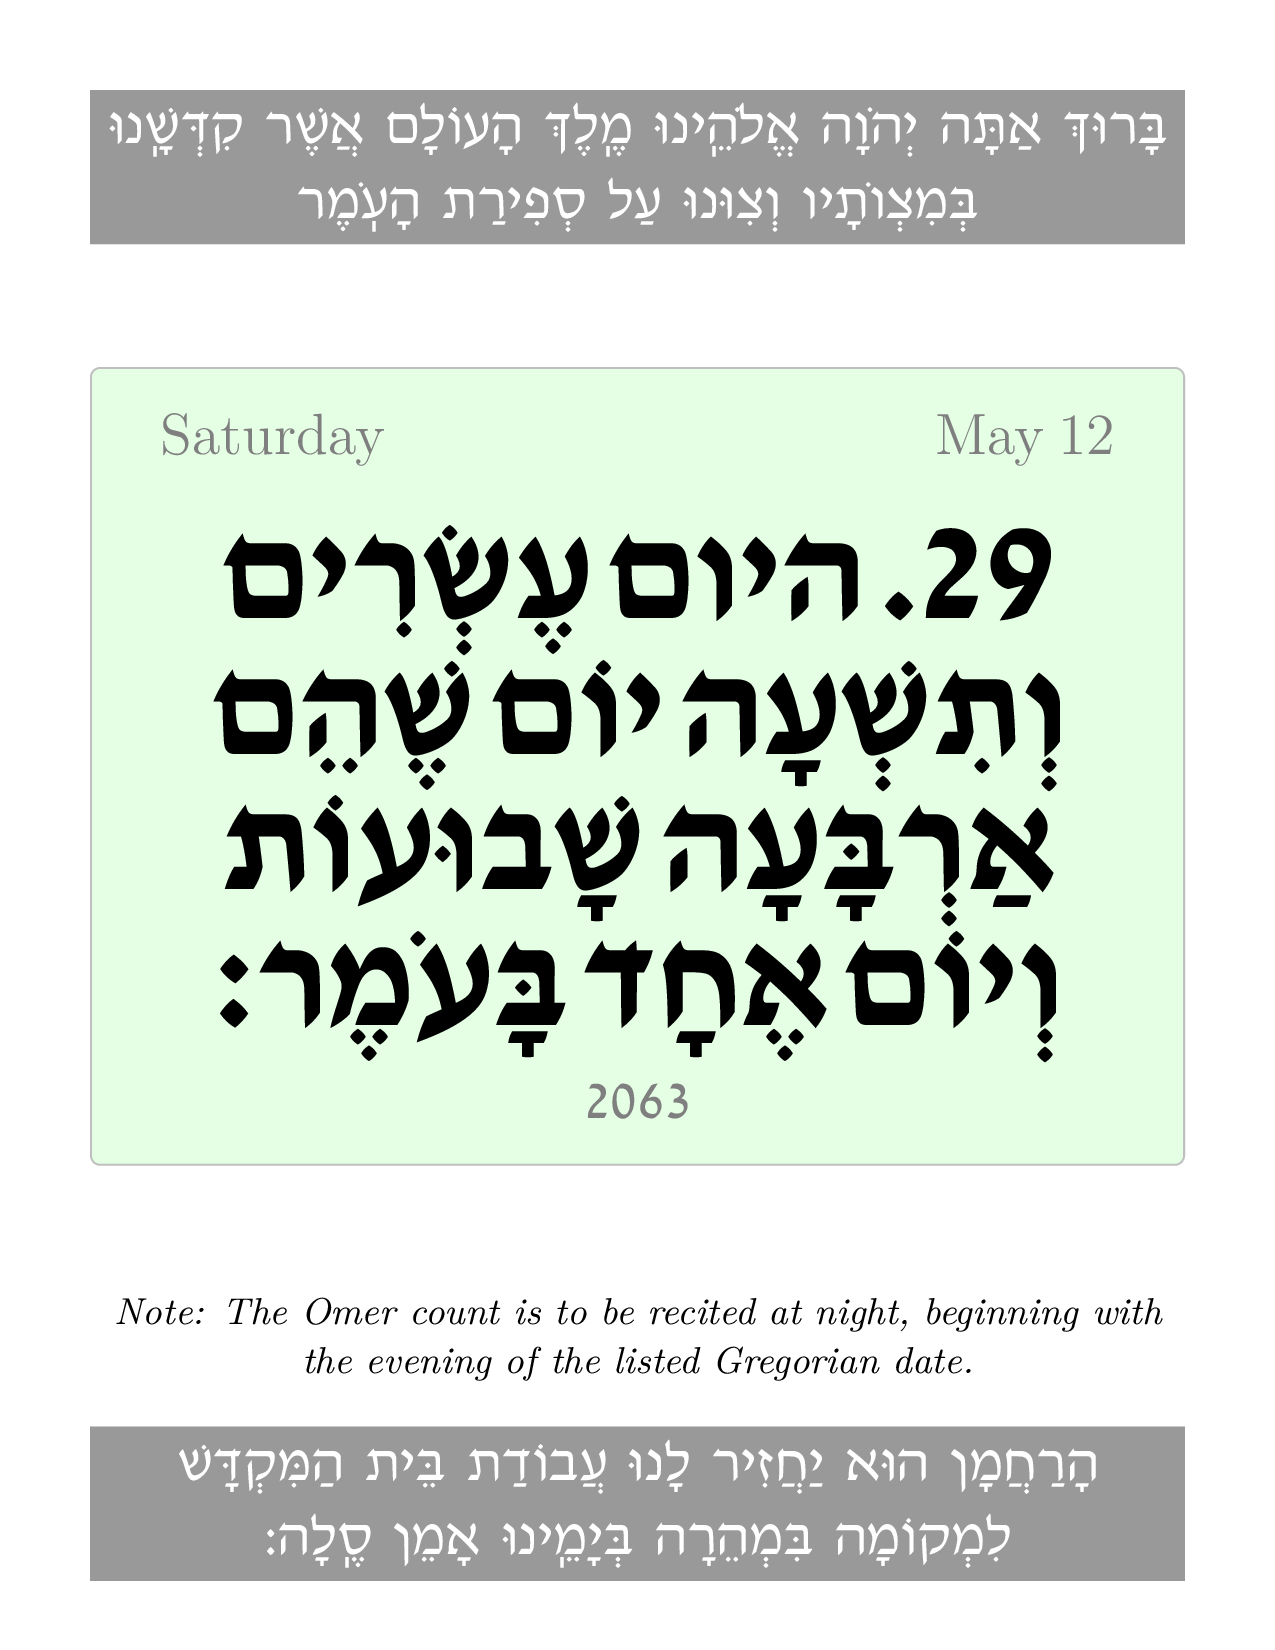 בָּרוּךְ אַתָּה יְהֹוָה אֱלֹהֵֽינוּ מֶֽלֶךְ הָעוֹלָם אֲשֶׁר קִדְּשָֽׁנוּ
בְּמִצְוֹתָיו וְצִוּנוּ עַל סְפִירַת הָעֹֽמֶר
Saturday May 12
29. היום עֶשְׂרִים
וְתִשְׁעָה יוֹם שֶׁהֵם
אַרְבָּעָה שָׁבוּעוֹת
וְיוֹם אֶחָד בָּעֹמֶר:
2063
Note: The Omer count is to be recited at night, beginning with
the evening of the listed Gregorian date.
הָרַחֲמָן הוּא יַחֲזִיר לָנוּ עֲבוֹדַת בֵּית הַמִּקְדָּשׁ
לִמְקוֹמָה בִּמְהֵרָה בְּיָמֵֽינוּ אָמֵן סֶֽלָה: